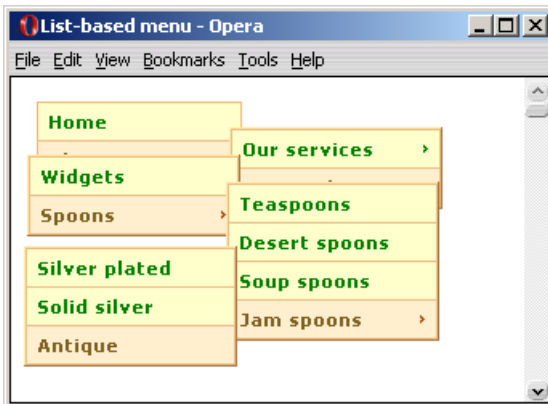 List-based menu - Opera
File Edit View Bookmarks Tools Help
Home
Our services
Widgets
Spoons
Teaspoons
Desert spoons
Soup spoons
Jam spoons
Silver plated
Solid silver
Antique